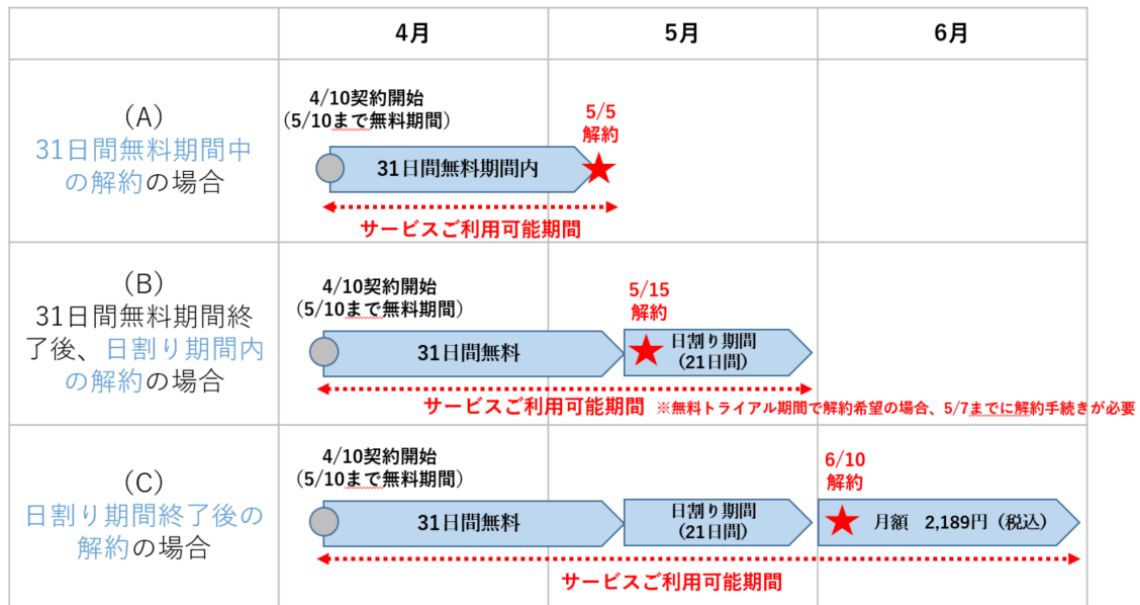 4月
5月
6月
（A）
31日間無料期間中
の解約の場合
4/10契約開始
（5/10まで無料期間）
5/5
解約
31日間無料期間内
サービスご利用可能期間
（B）
31日間無料期間終
了後、日割り期間内
の解約の場合
4/10契約開始
（5/10まで無料期間）
5/15
解約
31日間無料
日割り期間
（21日間）
サービスご利用可能期間 ※無料トライアル期間で解約希望の場合、5/7までに解約手続きが必要
（C）
日割り期間終了後の
解約の場合
4/10契約開始
（5/10まで無料期間）
6/10
解約
31日間無料
日割り期間
（21日間）
月額 2,189円（税込）
サービスご利用可能期間